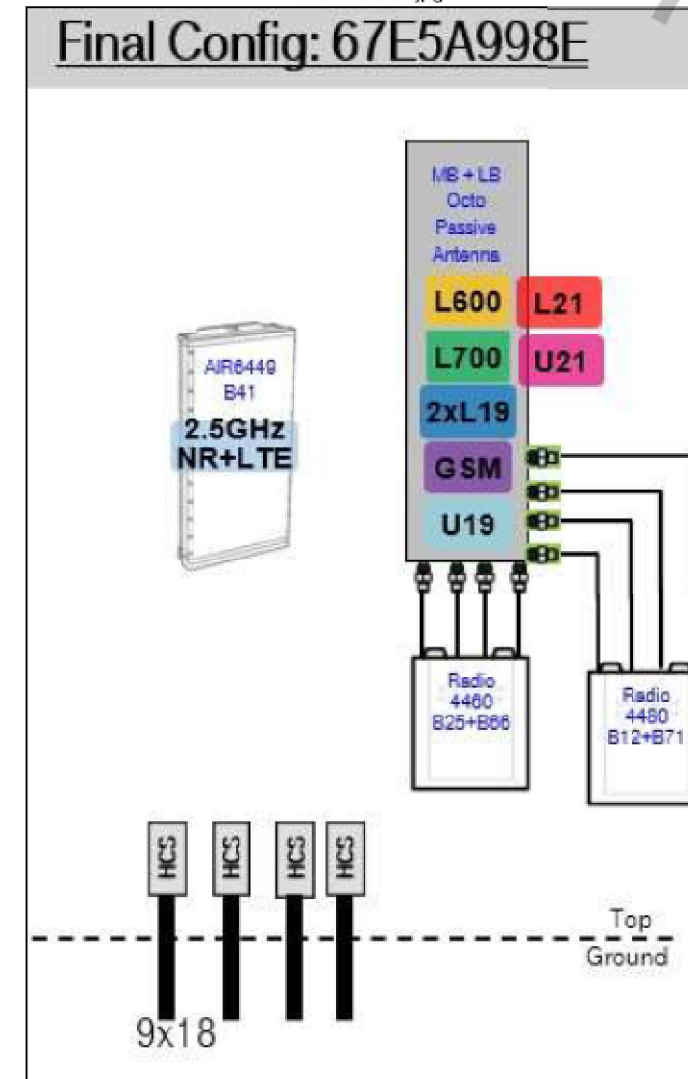 Final Config: 67E5A998E
MB + LB
Octo
Passive
Antenna
L600
L21
L700
U21
2xL19
GSM
U19
AIR6449
B41
2.5GHz
NR+LTE
Radio
4460
B25+B66
Radio
4480
B12+B71
HCS
HCS
HCS
HCS
Top
Ground
9x18